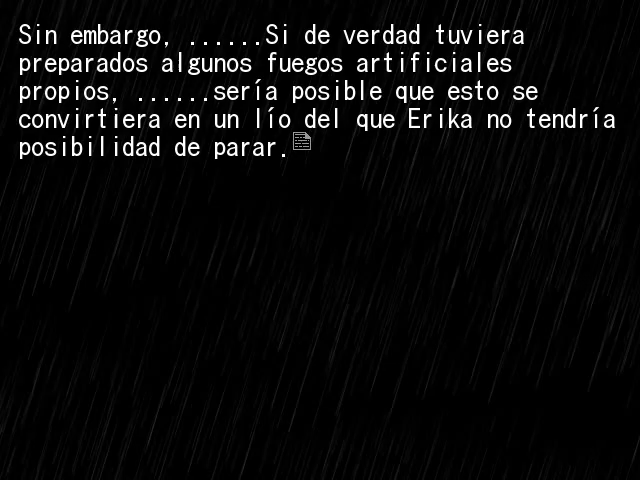 Sin embargo, ......Si de verdad tuviera
preparados algunos fuegos artificiales
propios, ......sería posible que esto se
convirtiera en un lío del que Erika no tendría
posibilidad de parar.